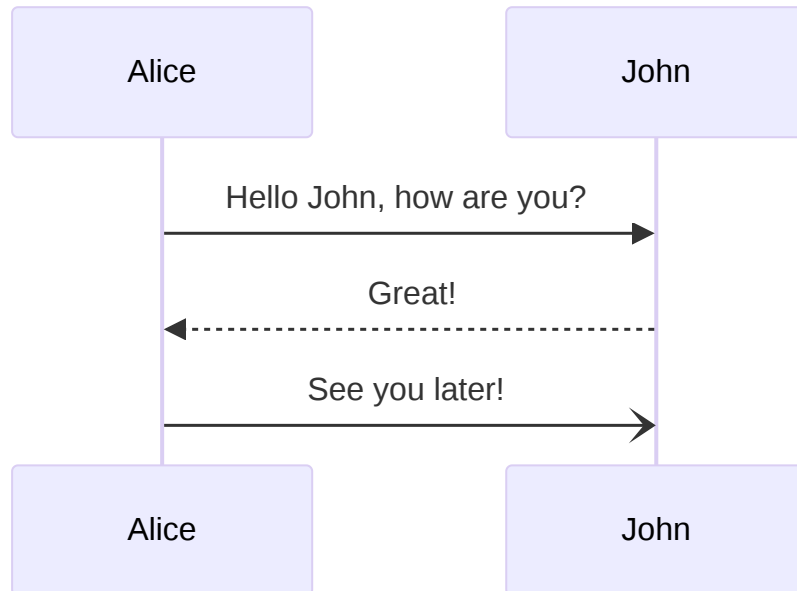 Alice
John
Hello John, how are you?
Great!
See you later!
Alice
John